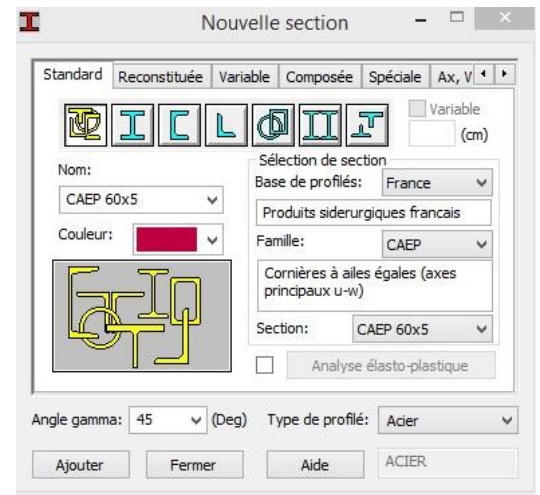 Nouvelle section
Standard Reconstituée Variable Composée Spéciale Ax, V
Variable
(cm)
Nom:
CAEP 60x5
Couleur:
Sélection de section
Base de profilés: France
Produits siderurgiques francais
Famille: CAEP
Cornières à ailes égales (axes
principaux u-w)
Section: CAEP 60x5
Analyse élasto-plastique
Angle gamma: 45 (Deg) Type de profilé: Acier
Ajouter Fermer Aide ACIER